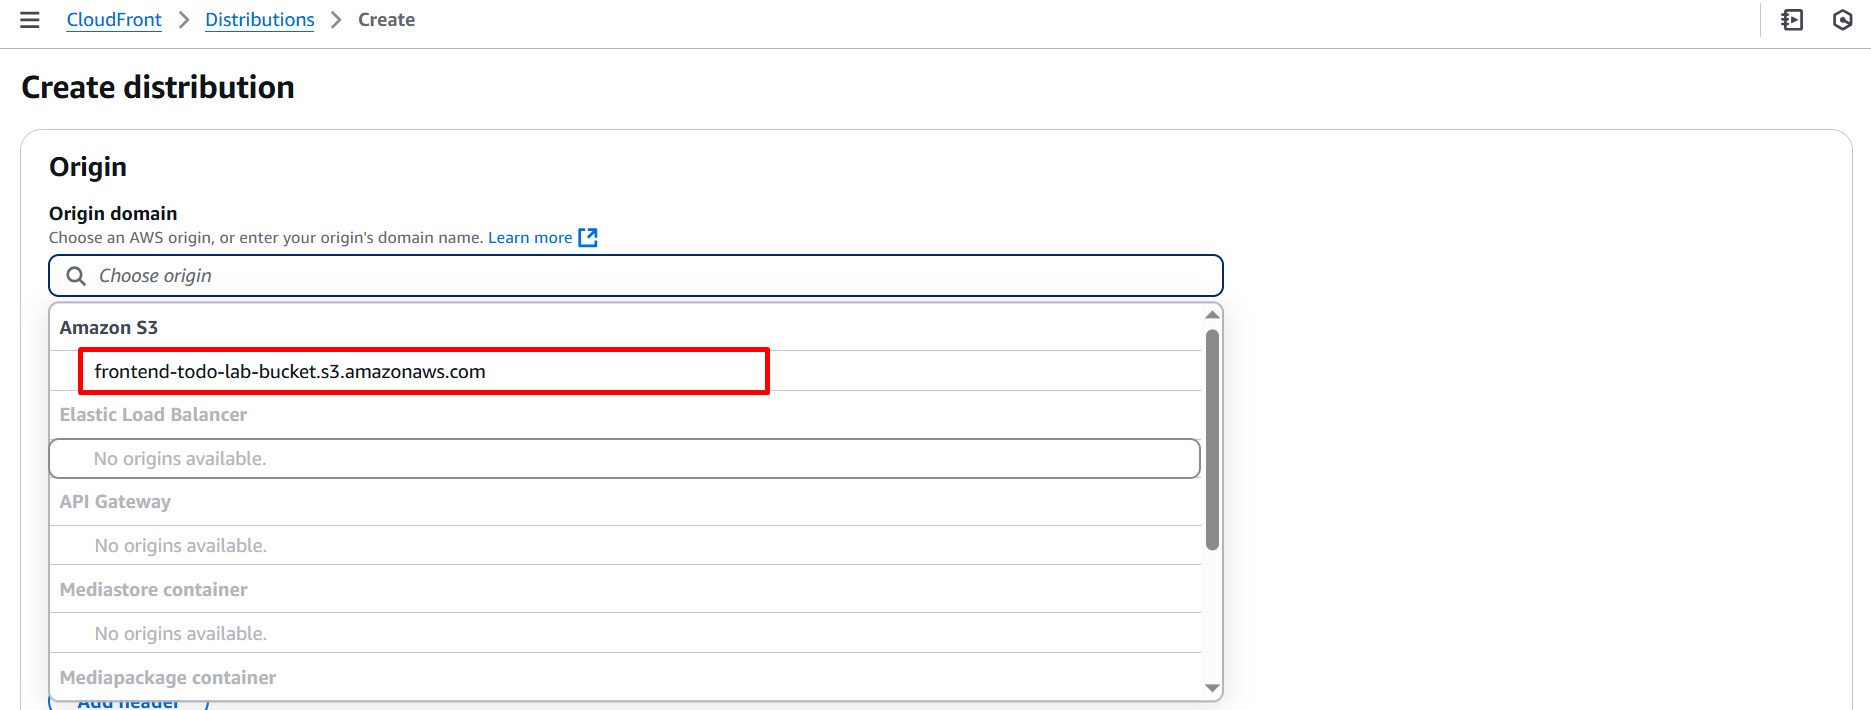 CloudFront > Distributions > Create
Create distribution
Origin
Origin domain
Choose an AWS origin, or enter your origin's domain name. Learn more
Choose origin
Amazon S3
frontend-todo-lab-bucket.s3.amazonaws.com
Elastic Load Balancer
No origins available.
API Gateway
No origins available.
Mediastore container
No origins available.
Mediapackage container
Add header